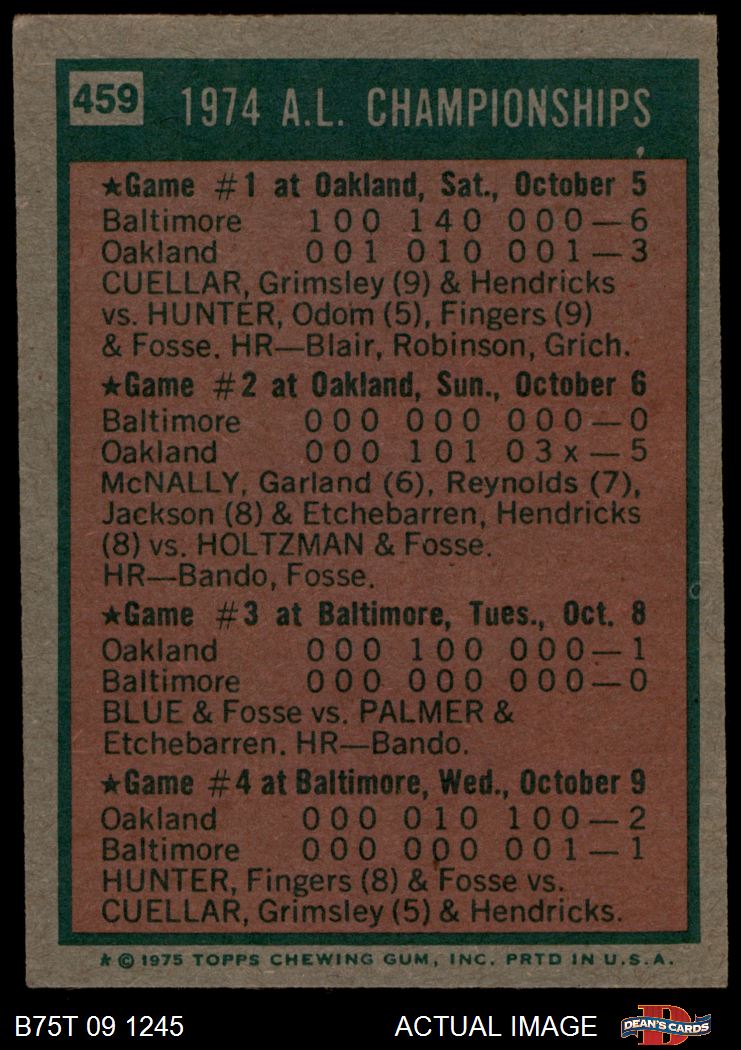 459 1974 A.L. CHAMPIONSHIPS
★Game #1 at Oakland, Sat., October 5
Baltimore 100 140 000—6
Oakland 001 010 001—3
CUELLAR, Grimsley (9) & Hendricks
vs. HUNTER, Odom (5), Fingers (9)
& Fosse. HR—Blair, Robinson, Grich.
★Game #2 at Oakland, Sun., October 6
Baltimore 000 000 000—0
Oakland 000 101 03x—5
McNALLY, Garland (6), Reynolds (7),
Jackson (8) & Etchebarren, Hendricks
(8) vs. HOLTZMAN & Fosse.
HR—Bando, Fosse.
★Game #3 at Baltimore, Tues., Oct. 8
Oakland 000 100 000—1
Baltimore 000 000 000—0
BLUE & Fosse vs. PALMER &
Etchebarren. HR—Bando.
★Game #4 at Baltimore, Wed., October 9
Oakland 000 010 100—2
Baltimore 000 000 001—1
HUNTER, Fingers (8) & Fosse vs.
CUELLAR, Grimsley (5) & Hendricks.
★ © 1975 TOPPS CHEWING GUM, INC. PRTD IN U.S.A.
B75T 09 1245 ACTUAL IMAGE D DEAN'S CARDS